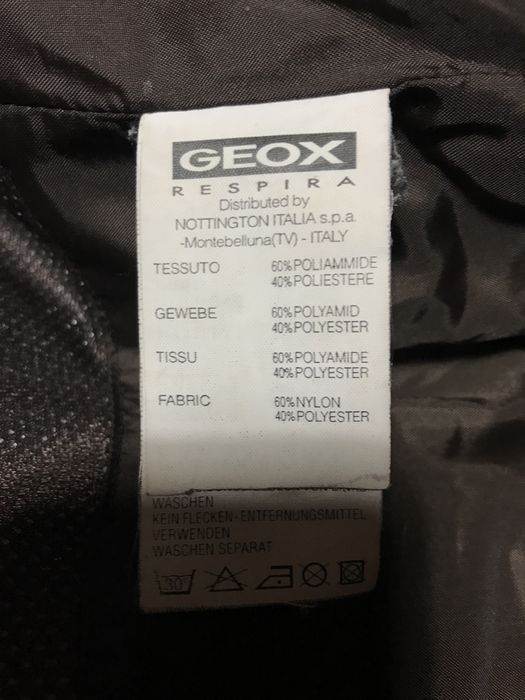 GEOX
RESPIRA
Distributed by
NOTTINGTON ITALIA s.p.a.
-Montebelluna(TV) - ITALY
TESSUTO 60%POLIAMMIDE
40%POLIESTERE
GEWEBE 60%POLYAMID
40%POLYESTER
TISSU 60%POLYAMIDE
40%POLYESTER
FABRIC 60%NYLON
40%POLYESTER
WASCHEN
KEIN FLECKEN-ENTFERNUNGSMITTEL
VERWENDEN
WASCHEN SEPARAT
30°